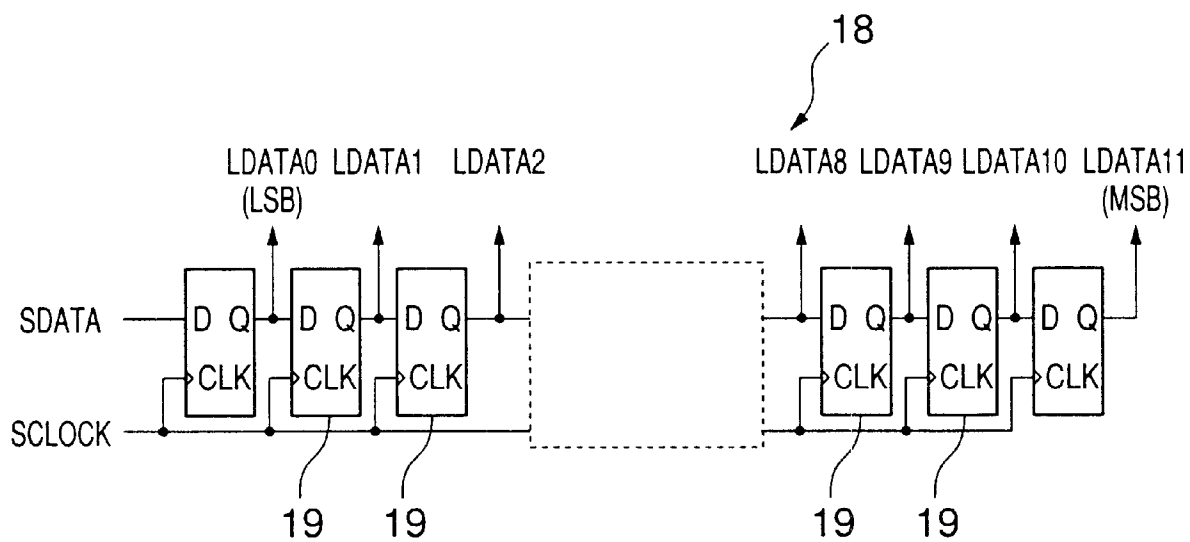 18
LDATA0 LDATA1 LDATA2 LDATA8 LDATA9 LDATA10 LDATA11
(LSB) (MSB)
SDATA D Q D Q D Q D Q D Q D Q
CLK CLK CLK CLK CLK CLK
SCLOCK
19 19 19 19